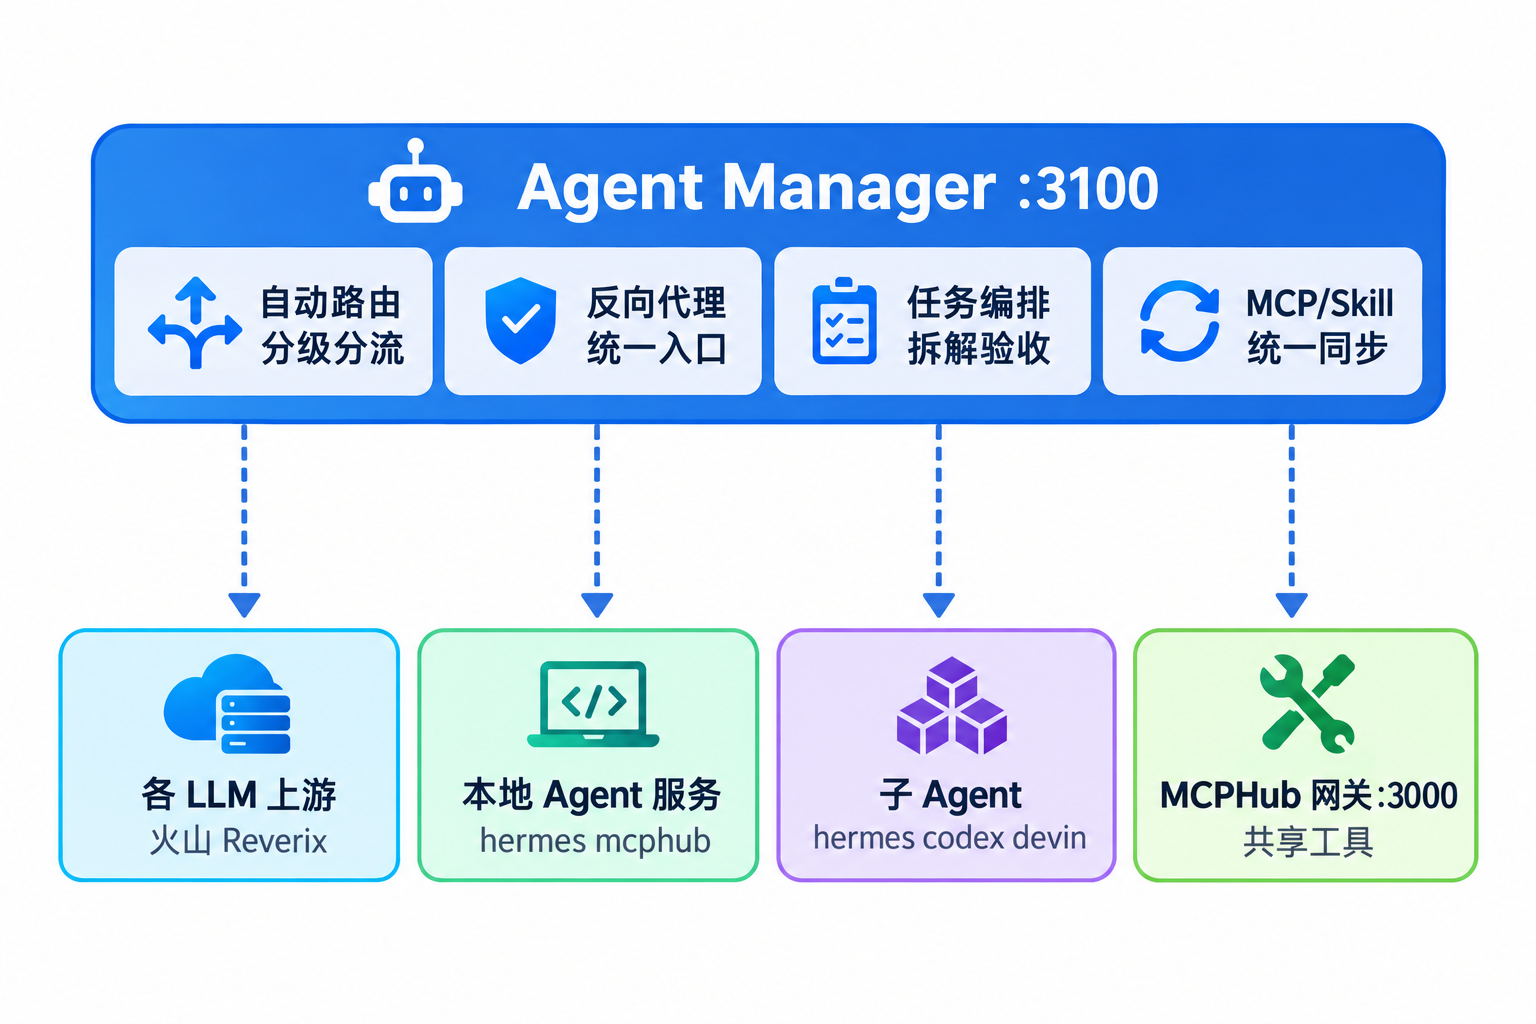 Agent Manager :3100
自动路由
分级分流
反向代理
统一入口
任务编排
拆解验收
MCP/Skill
统一同步
各 LLM 上游
火山 Reverix
本地 Agent 服务
hermes mcphub
子 Agent
hermes codex devin
MCPHub 网关:3000
共享工具